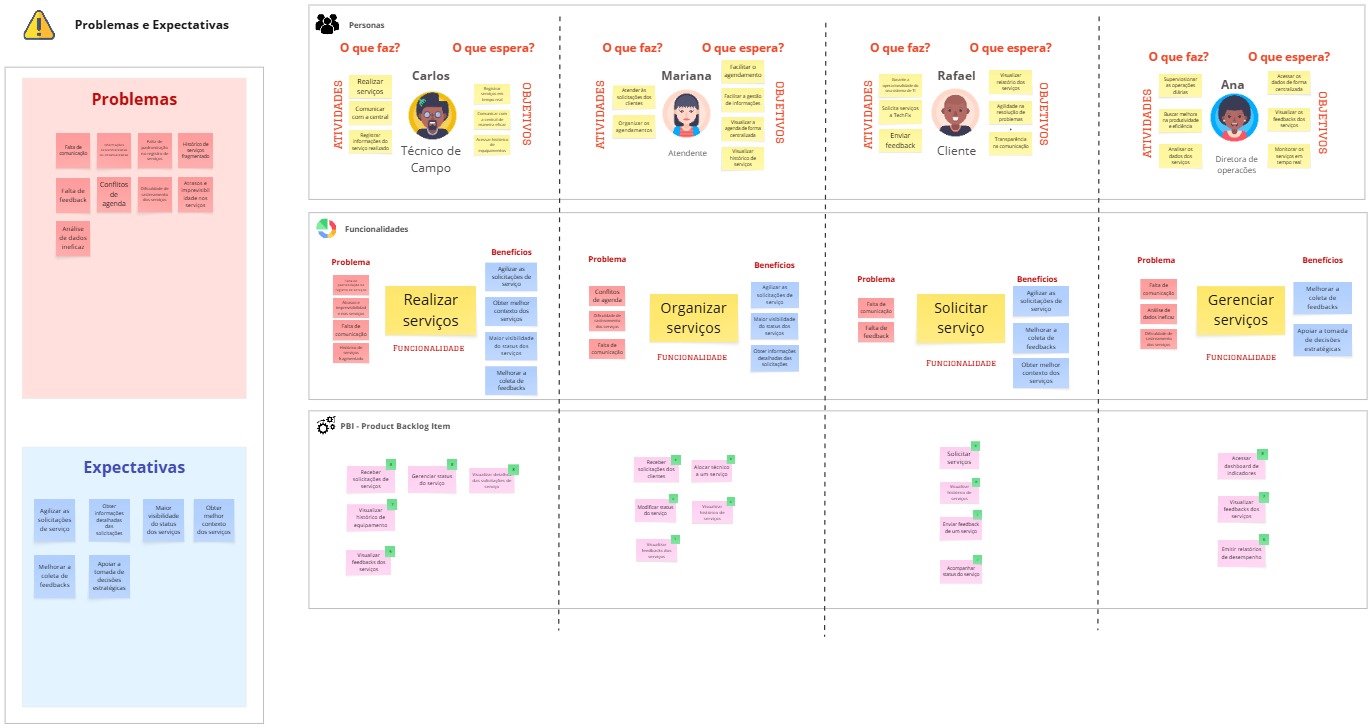 Problemas e Expectativas
Problemas
Falta de
comunicação
Falta de
padronização
no registro de
serviços
Histórico de
serviços
fragmentado
Falta de
feedback
Conflitos
de
agenda
Dificuldade do
rastreamento
dos serviços
Atrasos e
imprevisibil
idade nos
serviços
Análise
de dados
ineficaz
Expectativas
Agilizar as
solicitações
de serviço
Obter
informações
detalhadas
das
solicitações
Maior
visibilidade
do status
dos serviços
Obter
melhor
contexto
dos serviços
Melhorar a
coleta de
feedbacks
Apoiar a
tomada de
decisões
estratégicas
Personas
O que faz?
O que espera?
ATIVIDADES
Realizar
serviços
Comunicar
com a central
Registrar
informações do
serviço realizado
Carlos
Técnico de
Campo
Registrar
serviços em
tempo real
Comunicar com
a central de
maneira eficaz
Acessar histórico
de
equipamentos
OBJETIVOS
O que faz?
O que espera?
ATIVIDADES
Atender às
solicitações dos
clientes
Organizar os
agendamentos
Mariana
Atendente
Facilitar o
agendamento
Facilitar a gestão
de informações
Visualizar a
agenda de forma
centralizada
Visualizar
histórico de
serviços
OBJETIVOS
O que faz?
O que espera?
ATIVIDADES
Solicita serviços
a TechFix
Enviar
feedback
Rafael
Cliente
Visualizar
relatório dos
serviços
Agilidade na
resolução de
problemas
Transparência
na comunicação
OBJETIVOS
O que faz?
O que espera?
ATIVIDADES
Supervisionar
as operações
diárias
Buscar melhora
na produtividade
e eficiência
Analisar os
dados dos
serviços
Ana
Diretora de
operacões
Acessar os
dados de forma
centralizada
Visualizar os
feedbacks dos
serviços
Monitorar os
serviços em
tempo real
OBJETIVOS
Funcionalidades
Problema
Atrasos e
imprevisibilidad
e nos serviços
Falta de
comunicação
Histórico de
serviços
fragmentado
Realizar
serviços
FUNCIONALIDADE
Benefícios
Agilizar as
solicitações de
serviço
Obter melhor
contexto dos
serviços
Maior visibilidade
do status dos
serviços
Melhorar a
coleta de
feedbacks
Problema
Conflitos
de agenda
Dificuldade do
rastreamento
dos serviços
Falta de
comunicação
Organizar
serviços
FUNCIONALIDADE
Benefícios
Agilizar as
solicitações de
serviço
Maior visibilidade
do status dos
serviços
Obter informações
detalhadas das
solicitações
Problema
Falta de
comunicação
Falta de
feedback
Solicitar
serviço
FUNCIONALIDADE
Benefícios
Agilizar as
solicitações de
serviço
Melhorar a
coleta de
feedbacks
Obter melhor
contexto dos
serviços
Problema
Falta de
comunicação
Análise de
dados ineficaz
Dificuldade do
rastreamento
dos serviços
Gerenciar
serviços
FUNCIONALIDADE
Benefícios
Melhorar a
coleta de
feedbacks
Apoiar a tomada
de decisões
estratégicas
PBI - Product Backlog Item
Receber
solicitações de
serviços
Gerenciar status
do serviço
Visualizar detalhes
das solicitações de
serviço
Visualizar
histórico de
equipamento
Visualizar
feedbacks dos
serviços
Receber
solicitações dos
clientes
Alocar técnico
a um serviço
Modificar status
do serviço
Visualizar
histórico de
serviços
Visualizar
feedbacks dos
serviços
Solicitar
serviços
Visualizar
histórico de
serviços
Enviar feedback
de um serviço
Acompanhar
status do serviço
Acessar
dashboard de
indicadores
Visualizar
feedbacks dos
serviços
Emitir relatórios
de desempenho